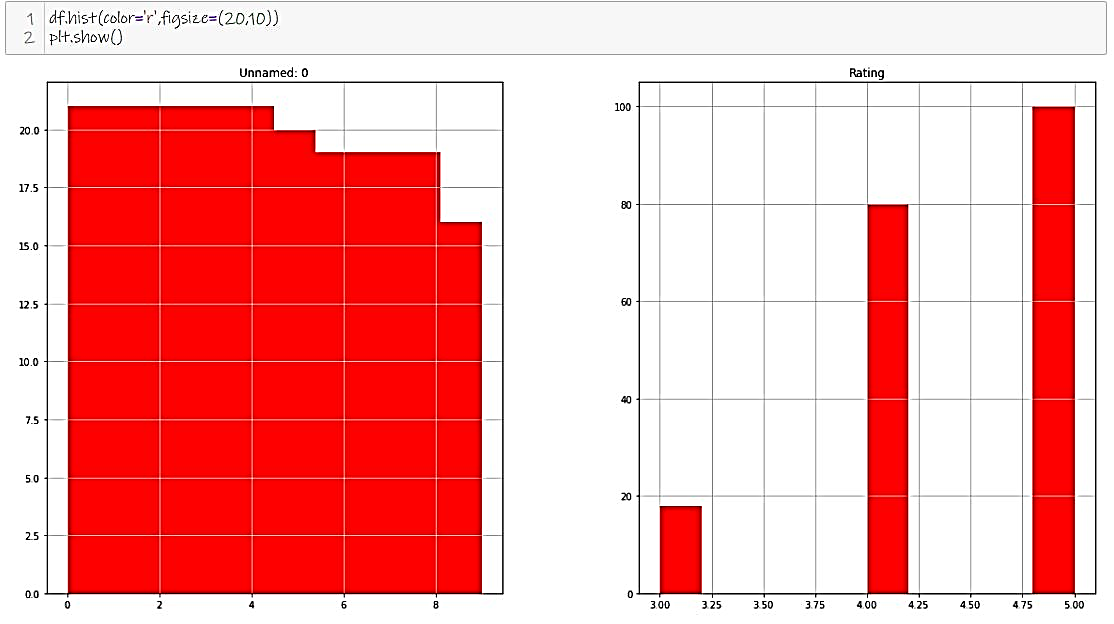 1 df.hist(color='r',figsize=(20,10))
2 plt.show()
Unnamed: 0
20.0
17.5
15.0
12.5
10.0
7.5
5.0
2.5
0.0
0 2 4 6 8
Rating
100
80
60
40
20
0
3.00 3.25 3.50 3.75 4.00 4.25 4.50 4.75 5.00